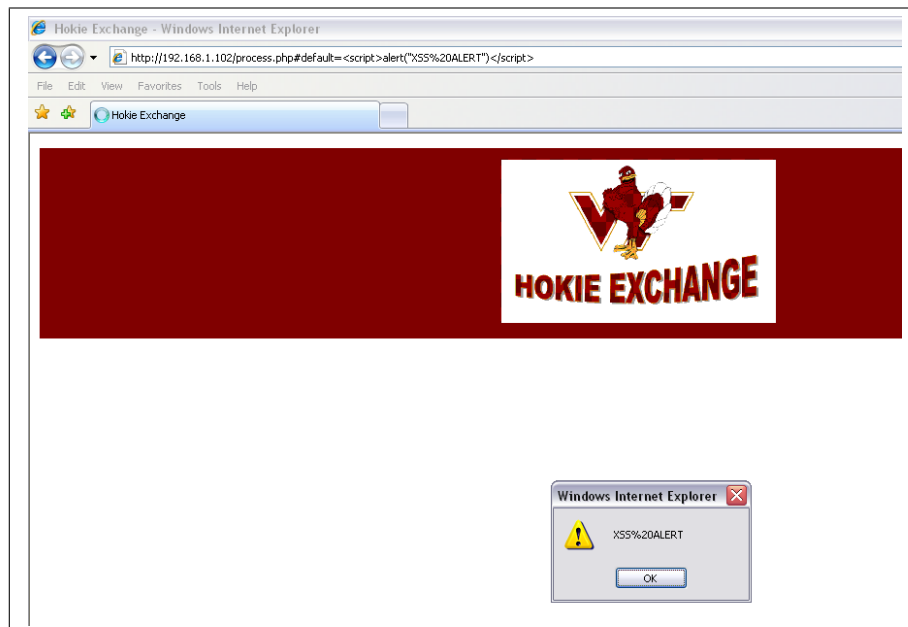 Hokie Exchange - Windows Internet Explorer
http://192.168.1.102/process.php#default=<script>alert("XSS%20ALERT")</script>
File Edit View Favorites Tools Help
Hokie Exchange
VT
HOKIE EXCHANGE
Windows Internet Explorer
XSS%20ALERT
OK